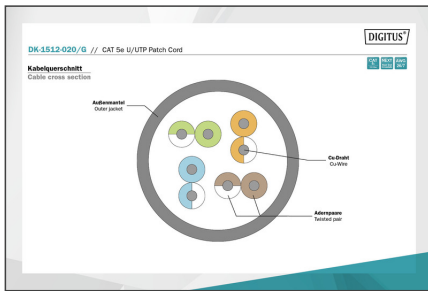 DIGITUS®
DK-1512-020/G // CAT 5e U/UTP Patch Cord
Kabelquerschnitt
Cable cross section
Außenmantel
Outer jacket
Cu-Draht
Cu-Wire
Adernpaare
Twisted pair